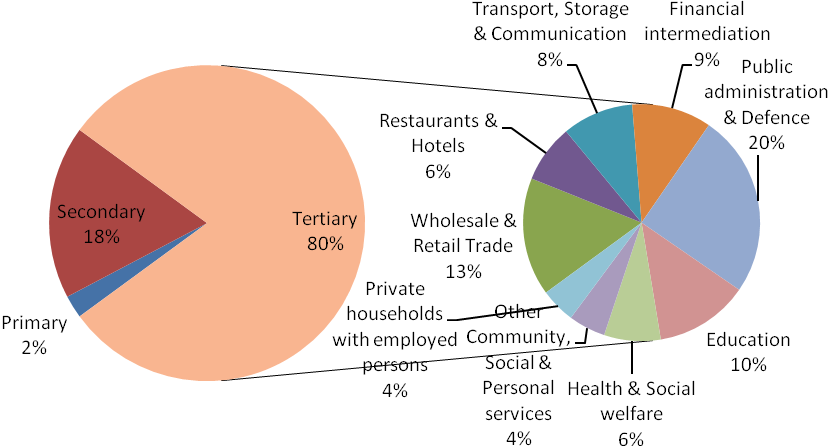 Transport, Storage
& Communication
8%
Financial
intermediation
9%
Public
administration
& Defence
20%
Restaurants &
Hotels
6%
Secondary
18%
Tertiary
80%
Wholesale &
Retail Trade
13%
Primary
2%
Private
households
with employed
persons
4%
Other
Community,
Social &
Personal
services
4%
Health & Social
welfare
6%
Education
10%